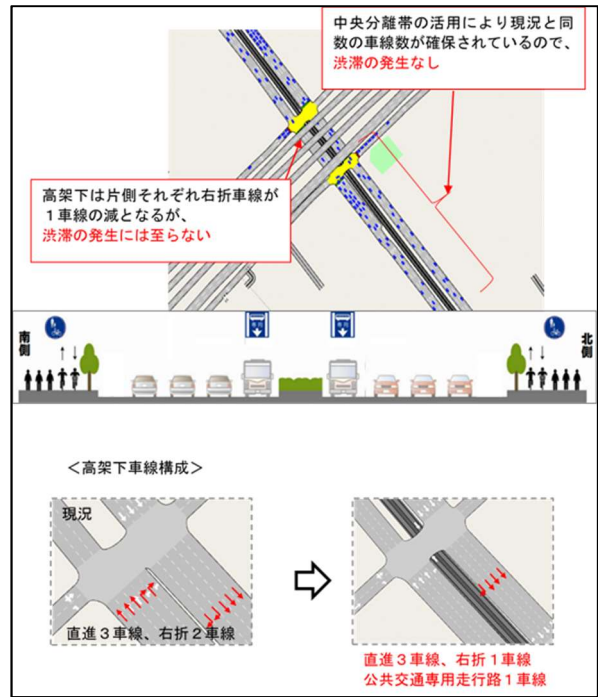 中央分離帯の活用により現況と同
数の車線数が確保されているので、
渋滞の発生なし
高架下は片側それぞれ右折車線が
１車線の減となるが、
渋滞の発生には至らない
南側
北側
＜高架下車線構成＞
現況
直進３車線、右折２車線
直進３車線、右折１車線
公共交通専用走行路１車線